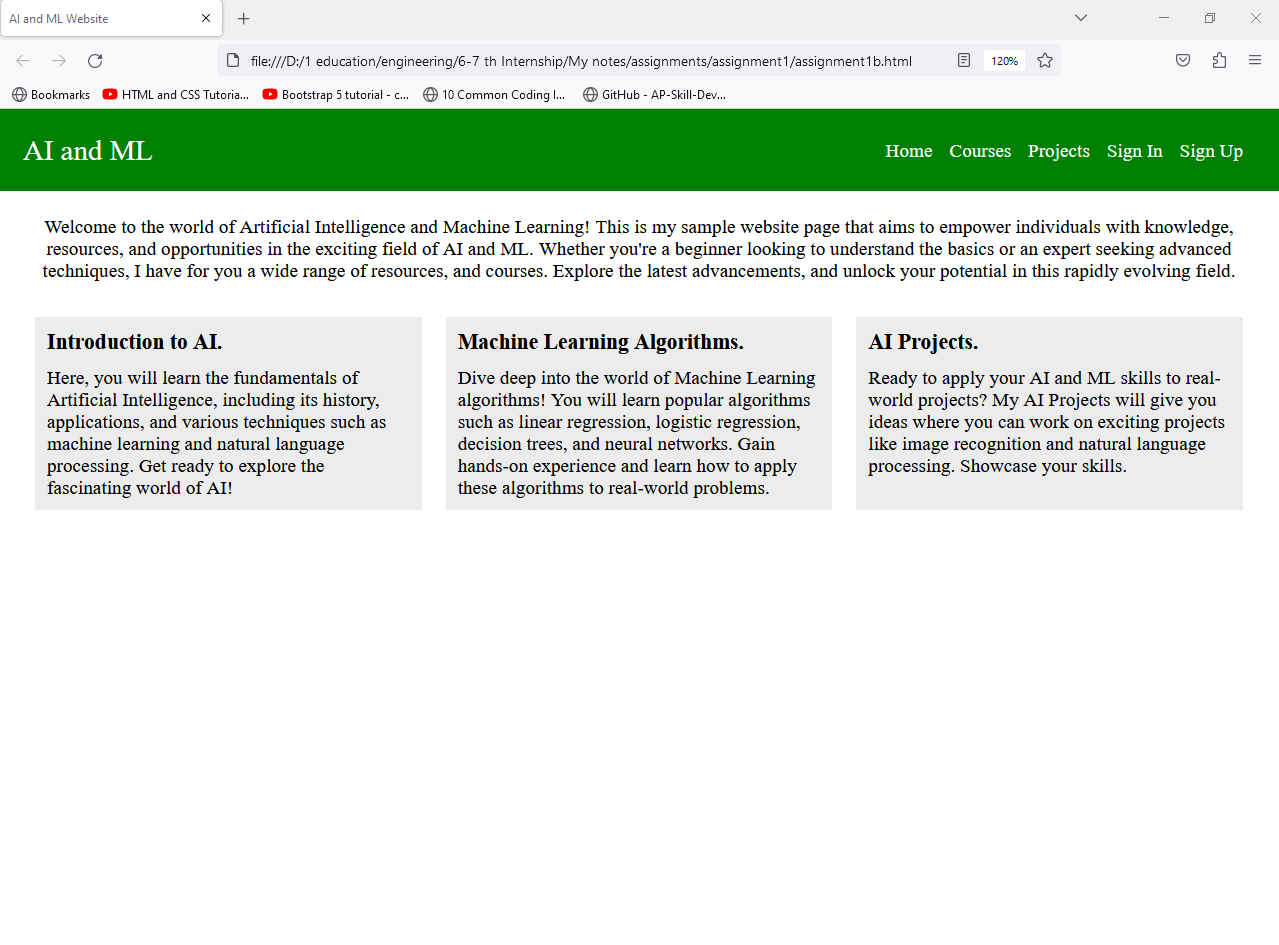 AI and ML Website
file:///D:/1 education/engineering/6-7 th Internship/My notes/assignments/assignment1/assignment1b.html
120%
Bookmarks
HTML and CSS Tutoria...
Bootstrap 5 tutorial - c...
10 Common Coding I...
GitHub - AP-Skill-Dev...
AI and ML
Home
Courses
Projects
Sign In
Sign Up
Welcome to the world of Artificial Intelligence and Machine Learning! This is my sample website page that aims to empower individuals with knowledge,
resources, and opportunities in the exciting field of AI and ML. Whether you're a beginner looking to understand the basics or an expert seeking advanced
techniques, I have for you a wide range of resources, and courses. Explore the latest advancements, and unlock your potential in this rapidly evolving field.
Introduction to AI.
Here, you will learn the fundamentals of
Artificial Intelligence, including its history,
applications, and various techniques such as
machine learning and natural language
processing. Get ready to explore the
fascinating world of AI!
Machine Learning Algorithms.
Dive deep into the world of Machine Learning
algorithms! You will learn popular algorithms
such as linear regression, logistic regression,
decision trees, and neural networks. Gain
hands-on experience and learn how to apply
these algorithms to real-world problems.
AI Projects.
Ready to apply your AI and ML skills to real-
world projects? My AI Projects will give you
ideas where you can work on exciting projects
like image recognition and natural language
processing. Showcase your skills.